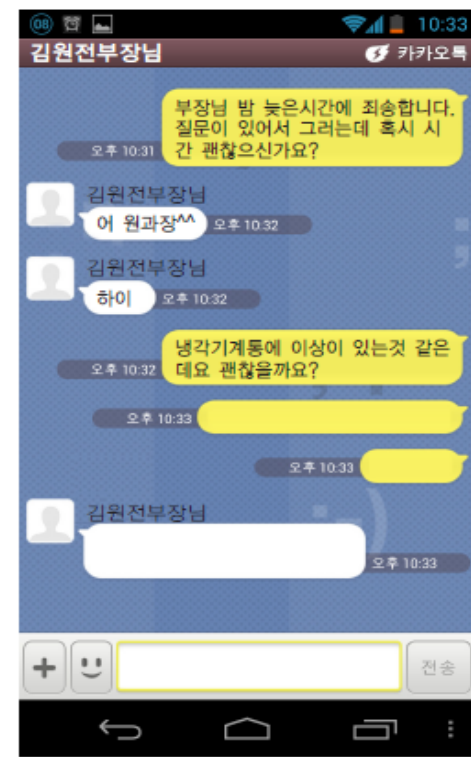 08 10:33
김원전부장님 카카오톡
부장님 밤 늦은시간에 죄송합니다.
질문이 있어서 그러는데 혹시 시
간 괜찮으신가요?
오후 10:31
김원전부장님
어 원과장^^ 오후 10:32
김원전부장님
하이 오후 10:32
냉각기계통에 이상이 있는것 같은
데요 괜찮을까요?
오후 10:32
오후 10:33
오후 10:33
김원전부장님
오후 10:33
전송